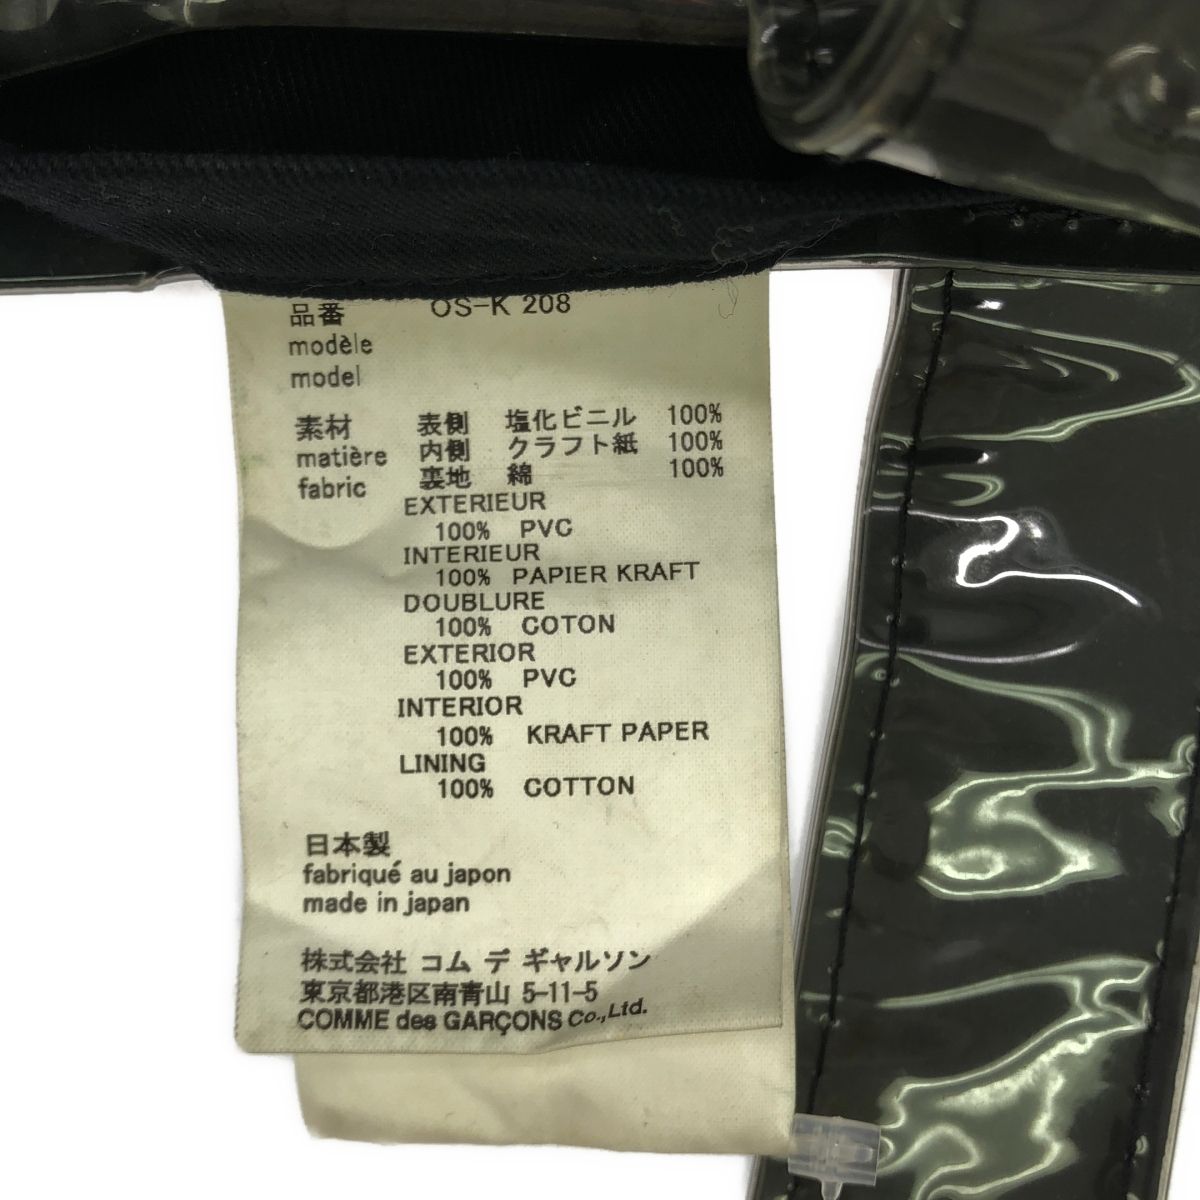 品番 OS-K 208
modèle
model
素材 表側 塩化ビニル 100%
matière 内側 クラフト紙 100%
fabric 裏地 綿 100%
EXTERIEUR
100% PVC
INTERIEUR
100% PAPIER KRAFT
DOUBLURE
100% COTON
EXTERIOR
100% PVC
INTERIOR
100% KRAFT PAPER
LINING
100% COTTON
日本製
fabriqué au japon
made in japan
株式会社 コム デ ギャルソン
東京都港区南青山 5-11-5
COMME des GARÇONS Co.,Ltd.